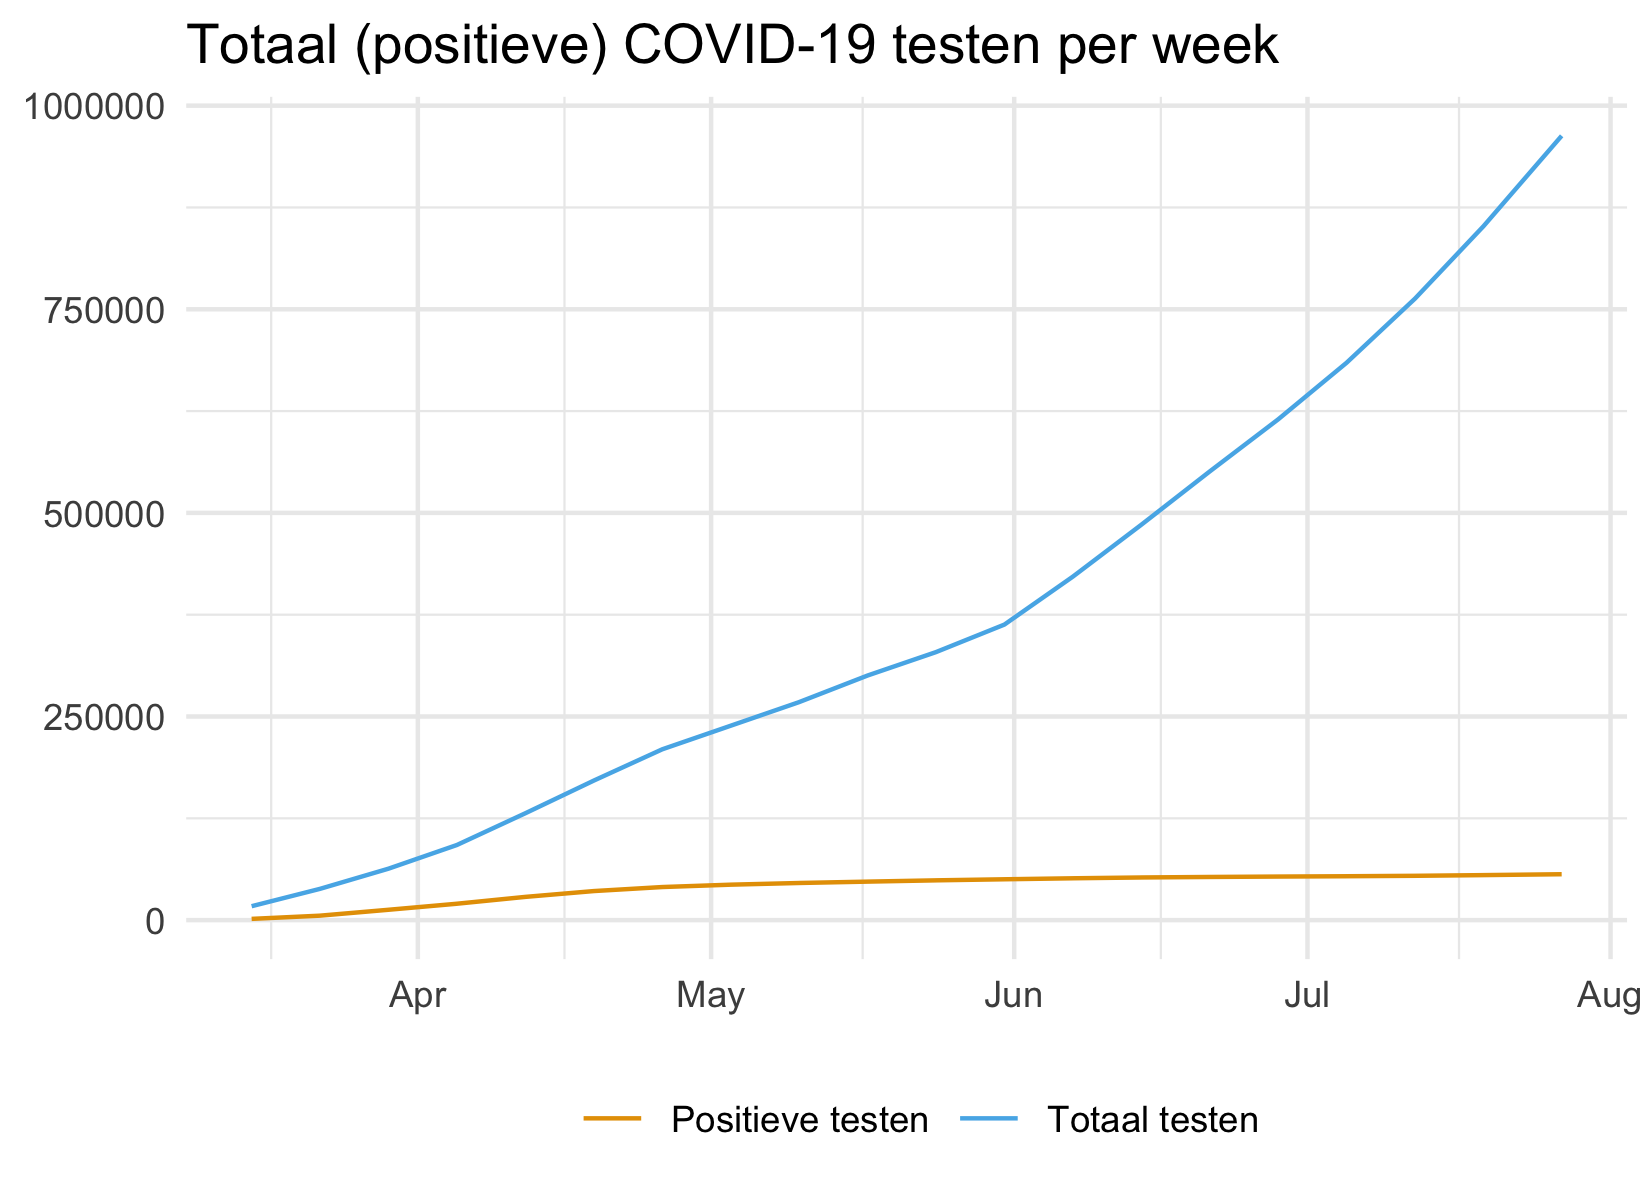 Totaal (positieve) COVID-19 testen per week
1000000
750000
500000
250000
0
Apr May Jun Jul Aug
Positieve testen Totaal testen